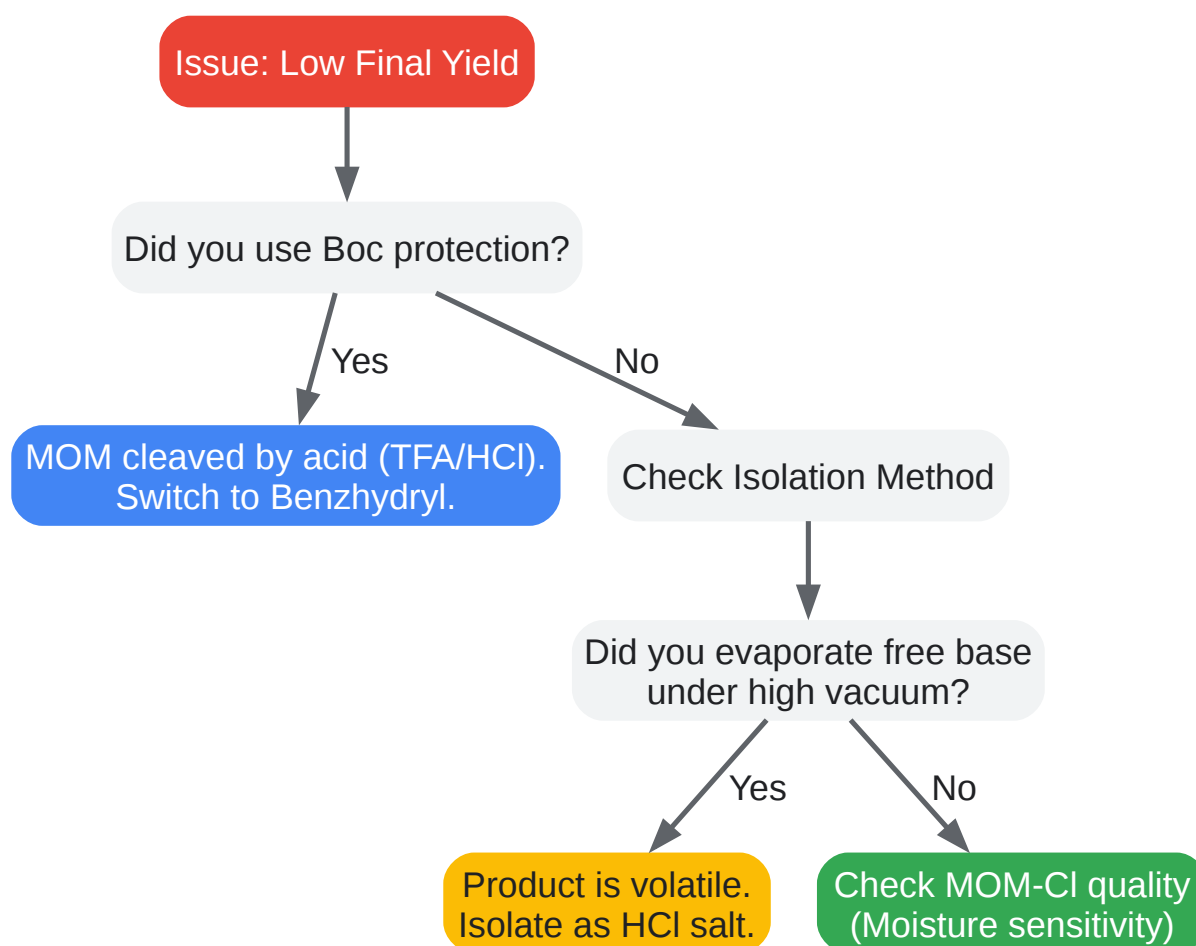 Issue: Low Final Yield
Did you use Boc protection?
Yes
No
MOM cleaved by acid (TFA/HCl).
Switch to Benzhydryl.
Check Isolation Method
Did you evaporate free base
under high vacuum?
Yes
No
Product is volatile.
Isolate as HCl salt.
Check MOM-Cl quality
(Moisture sensitivity)